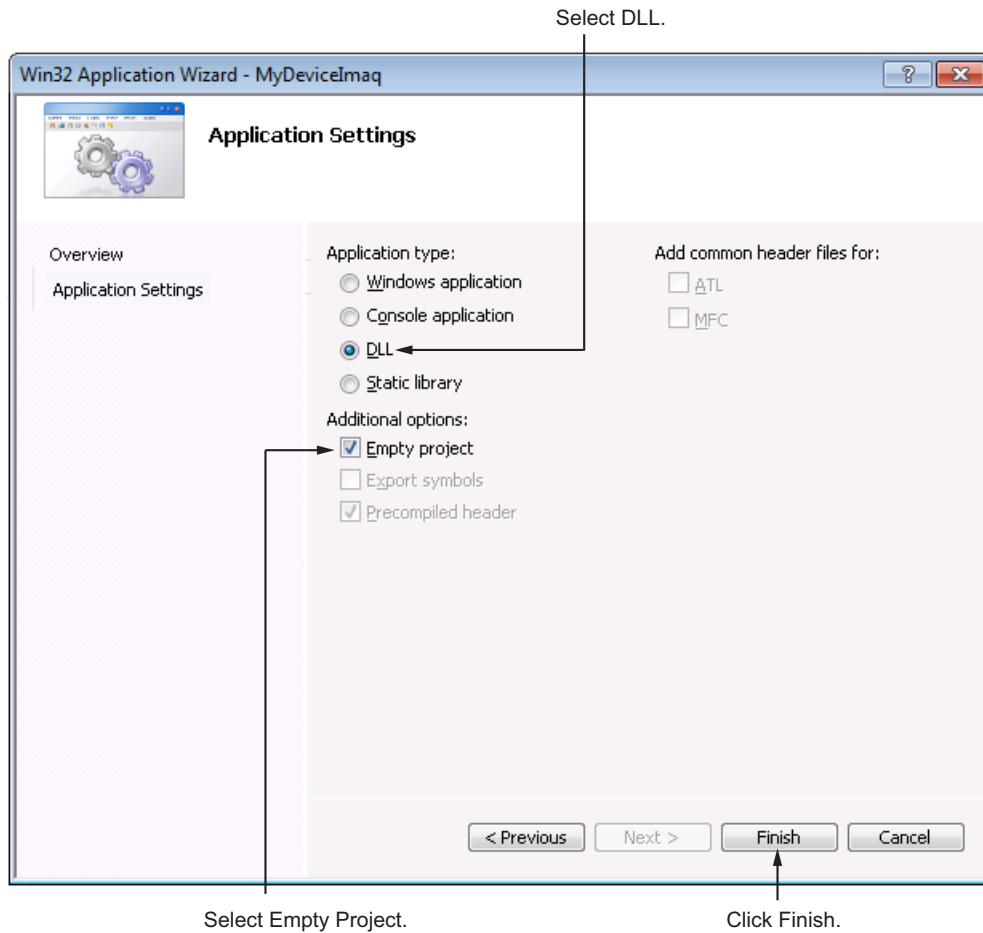 Select DLL.
Win32 Application Wizard - MyDeviceImaq
Application Settings
Overview
Application Settings
Application type:
Windows application
Console application
DLL
Static library
Additional options:
Empty project
Export symbols
Precompiled header
Add common header files for:
ATL
MFC
< Previous
Next >
Finish
Cancel
Select Empty Project.
Click Finish.